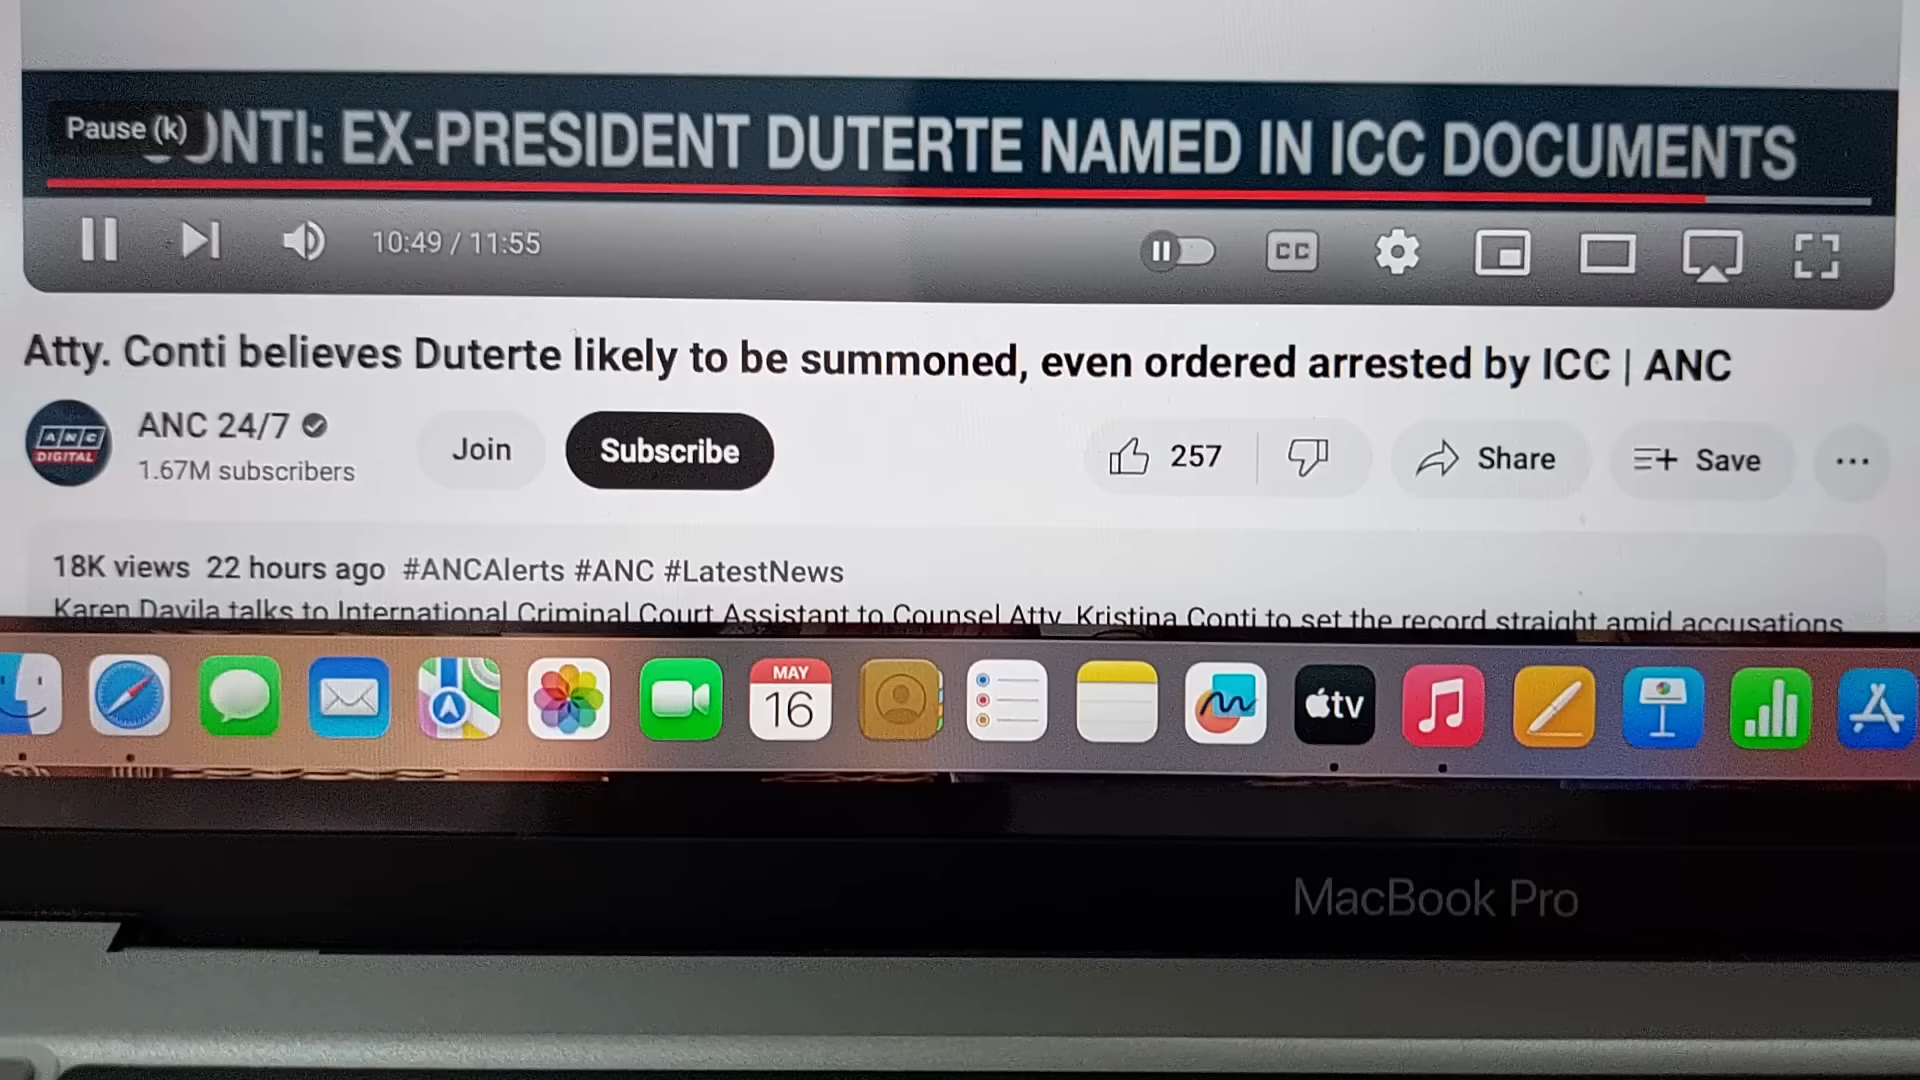 Pause (k)
ONTI: EX-PRESIDENT DUTERTE NAMED IN ICC DOCUMENTS
10:49 / 11:55
CC
Atty. Conti believes Duterte likely to be summoned, even ordered arrested by ICC | ANC
ANC
DIGITAL
ANC 24/7
1.67M subscribers
Join
Subscribe
257
Share
Save
18K views 22 hours ago #ANCAlerts #ANC #LatestNews
Karen Davila talks to International Criminal Court Assistant to Counsel Atty. Kristina Conti to set the record straight amid accusations
MAY
16
tv
MacBook Pro